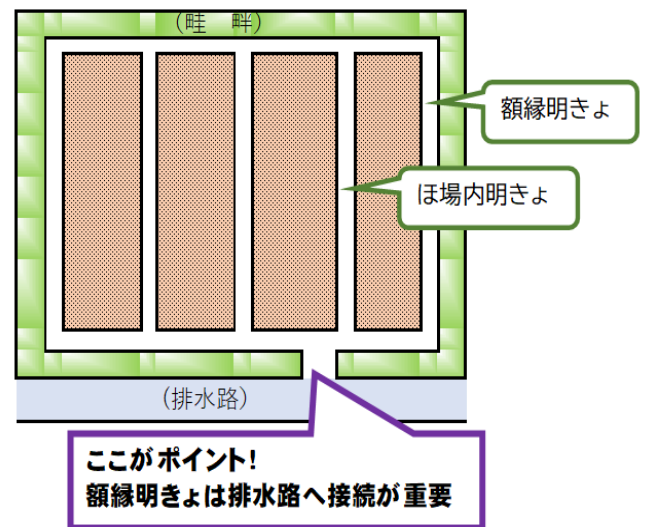 (畦　畔)
額縁明きょ
ほ場内明きょ
(排水路)
ここがポイント!
額縁明きょは排水路へ接続が重要